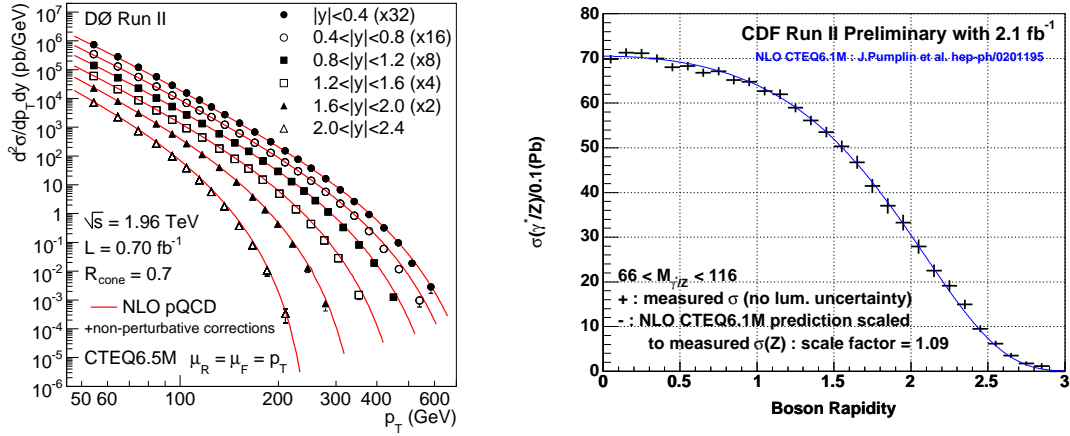 DØ Run II
|y|<0.4 (x32)
0.4<|y|<0.8 (x16)
0.8<|y|<1.2 (x8)
1.2<|y|<1.6 (x4)
1.6<|y|<2.0 (x2)
2.0<|y|<2.4
d²σ/dp_T dy (pb/GeV)
10⁷
10⁶
10⁵
10⁴
10³
10²
10
1
10⁻¹
10⁻²
10⁻³
10⁻⁴
10⁻⁵
10⁻⁶
√s = 1.96 TeV
L = 0.70 fb⁻¹
R_cone = 0.7
NLO pQCD
+non-perturbative corrections
CTEQ6.5M μ_R = μ_F = p_T
50 60 100 200 300 400 600
p_T (GeV)
CDF Run II Preliminary with 2.1 fb⁻¹
NLO CTEQ6.1M : J.Pumplin et al. hep-ph/0201195
σ(γ*/Z)/0.1(Pb)
80
70
60
50
40
30
20
10
0
66 < M_γ/Z < 116
+ : measured σ (no lum. uncertainty)
- : NLO CTEQ6.1M prediction scaled
to measured σ(Z) : scale factor = 1.09
0 0.5 1 1.5 2 2.5 3
Boson Rapidity